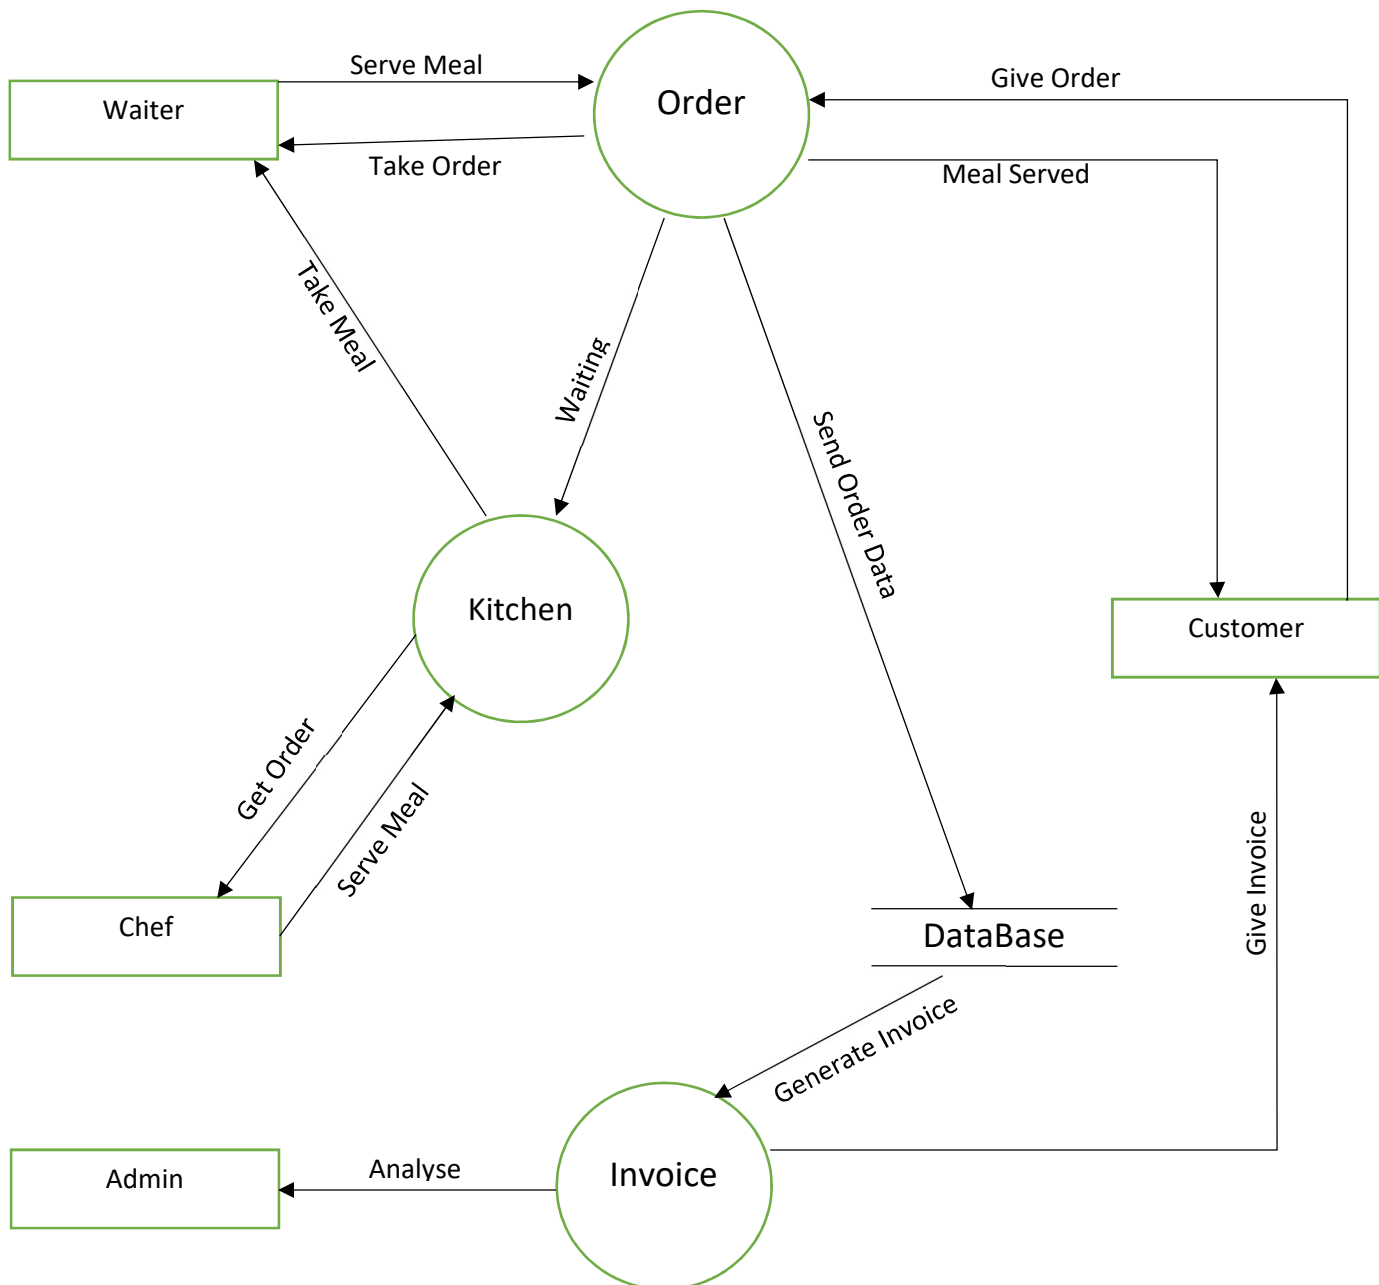 Serve Meal
Order
Give Order
Waiter
Take Order
Meal Served
Take Meal
Waiting
Send Order Data
Kitchen
Customer
Get Order
Serve Meal
Give Invoice
Chef
DataBase
Generate Invoice
Admin
Analyse
Invoice